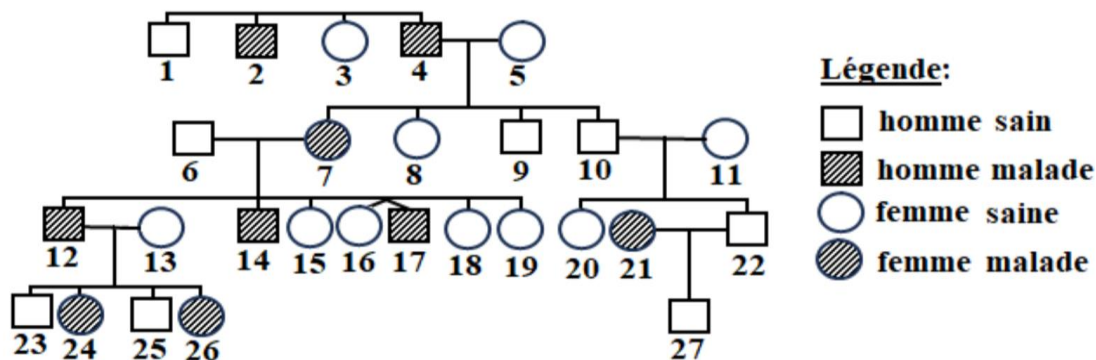 1 2 3 4 5
Légende:
homme sain
6 7 8 9 10 11
homme malade
femme saine
12 13 14 15 16 17 18 19 20 21 22
femme malade
23 24 25 26 27